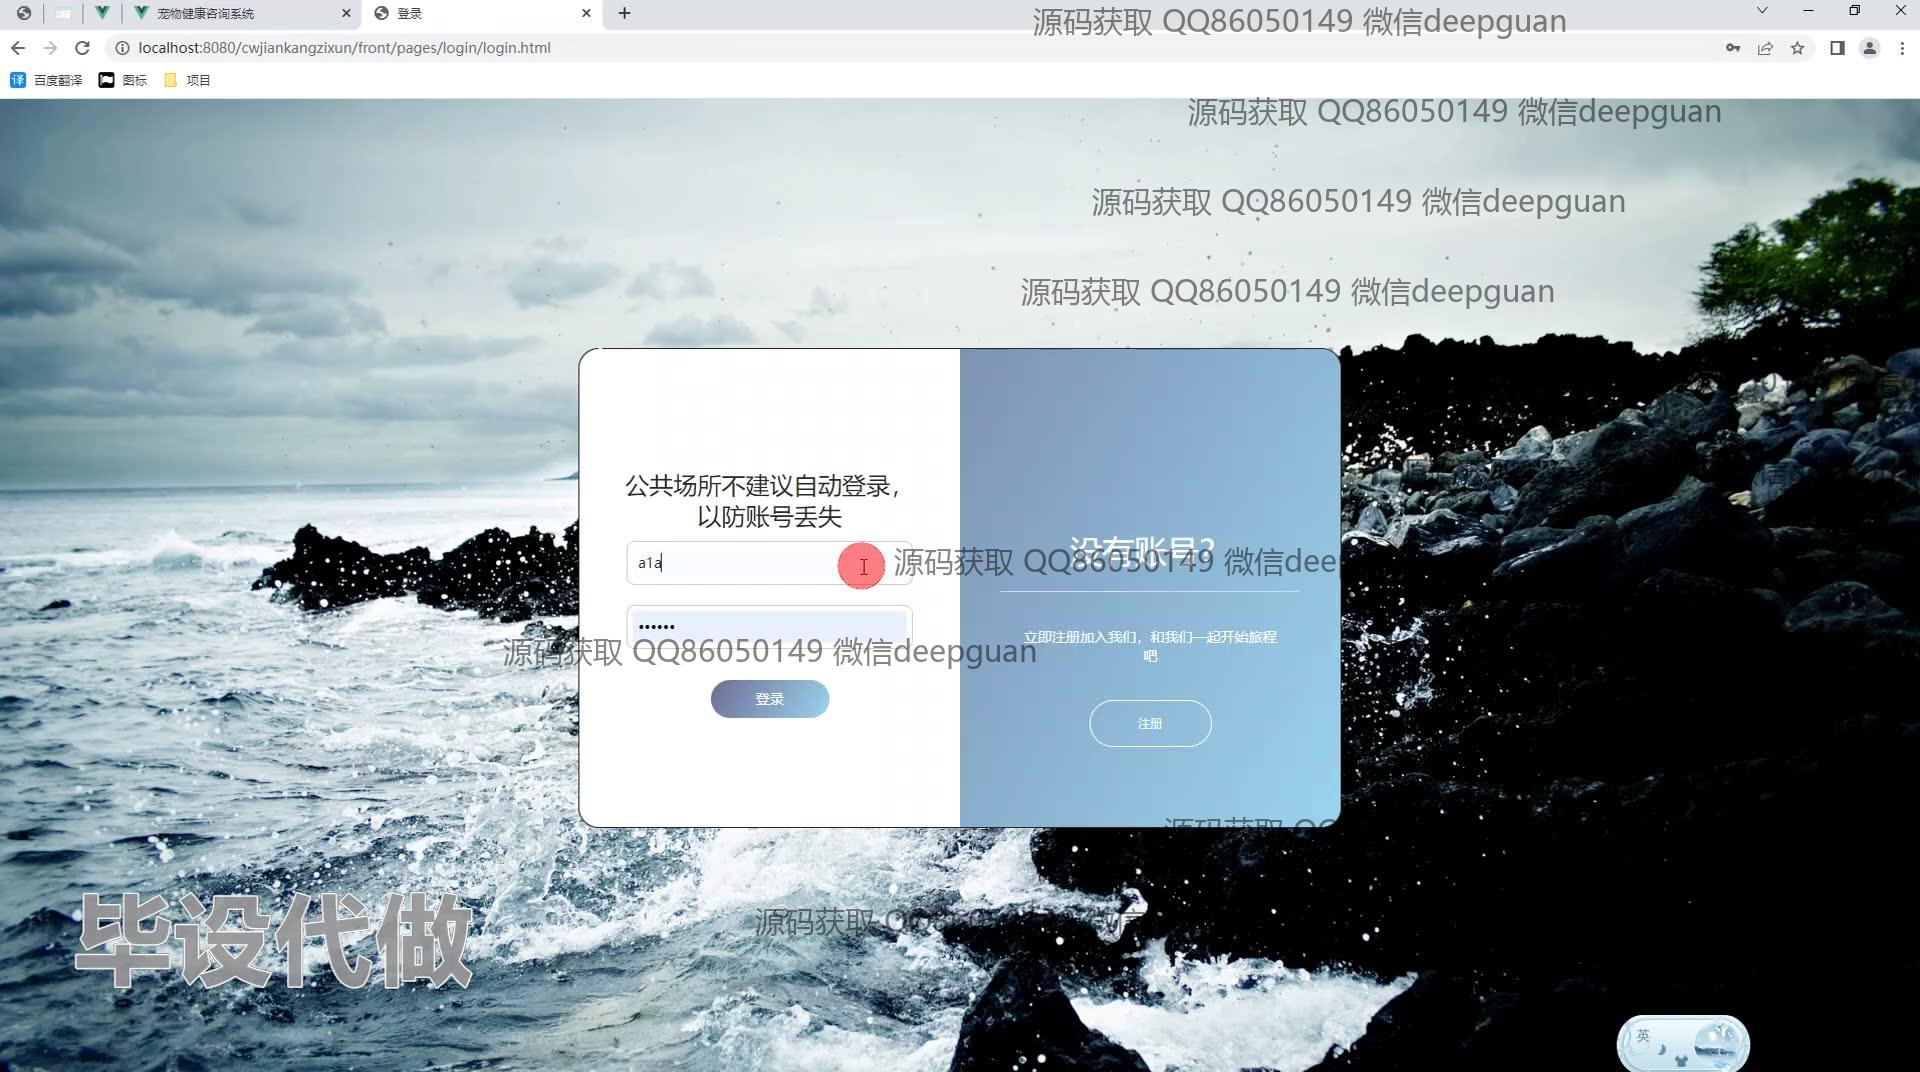 宠物健康咨询系统
登录
源码获取 QQ86050149 微信deepguan
localhost:8080/cwjiankangzixun/front/pages/login/login.html
百度翻译
图标
项目
源码获取 QQ86050149 微信deepguan
源码获取 QQ86050149 微信deepguan
源码获取 QQ86050149 微信deepguan
公共场所不建议自动登录，
以防账号丢失
没有账号?
a1a
源码获取 QQ86050149 微信dee
••••••
立即注册加入我们，和我们一起开始旅程
吧
源码获取 QQ86050149 微信deepguan
登录
注册
源码获取
源码获取
毕设代做
英